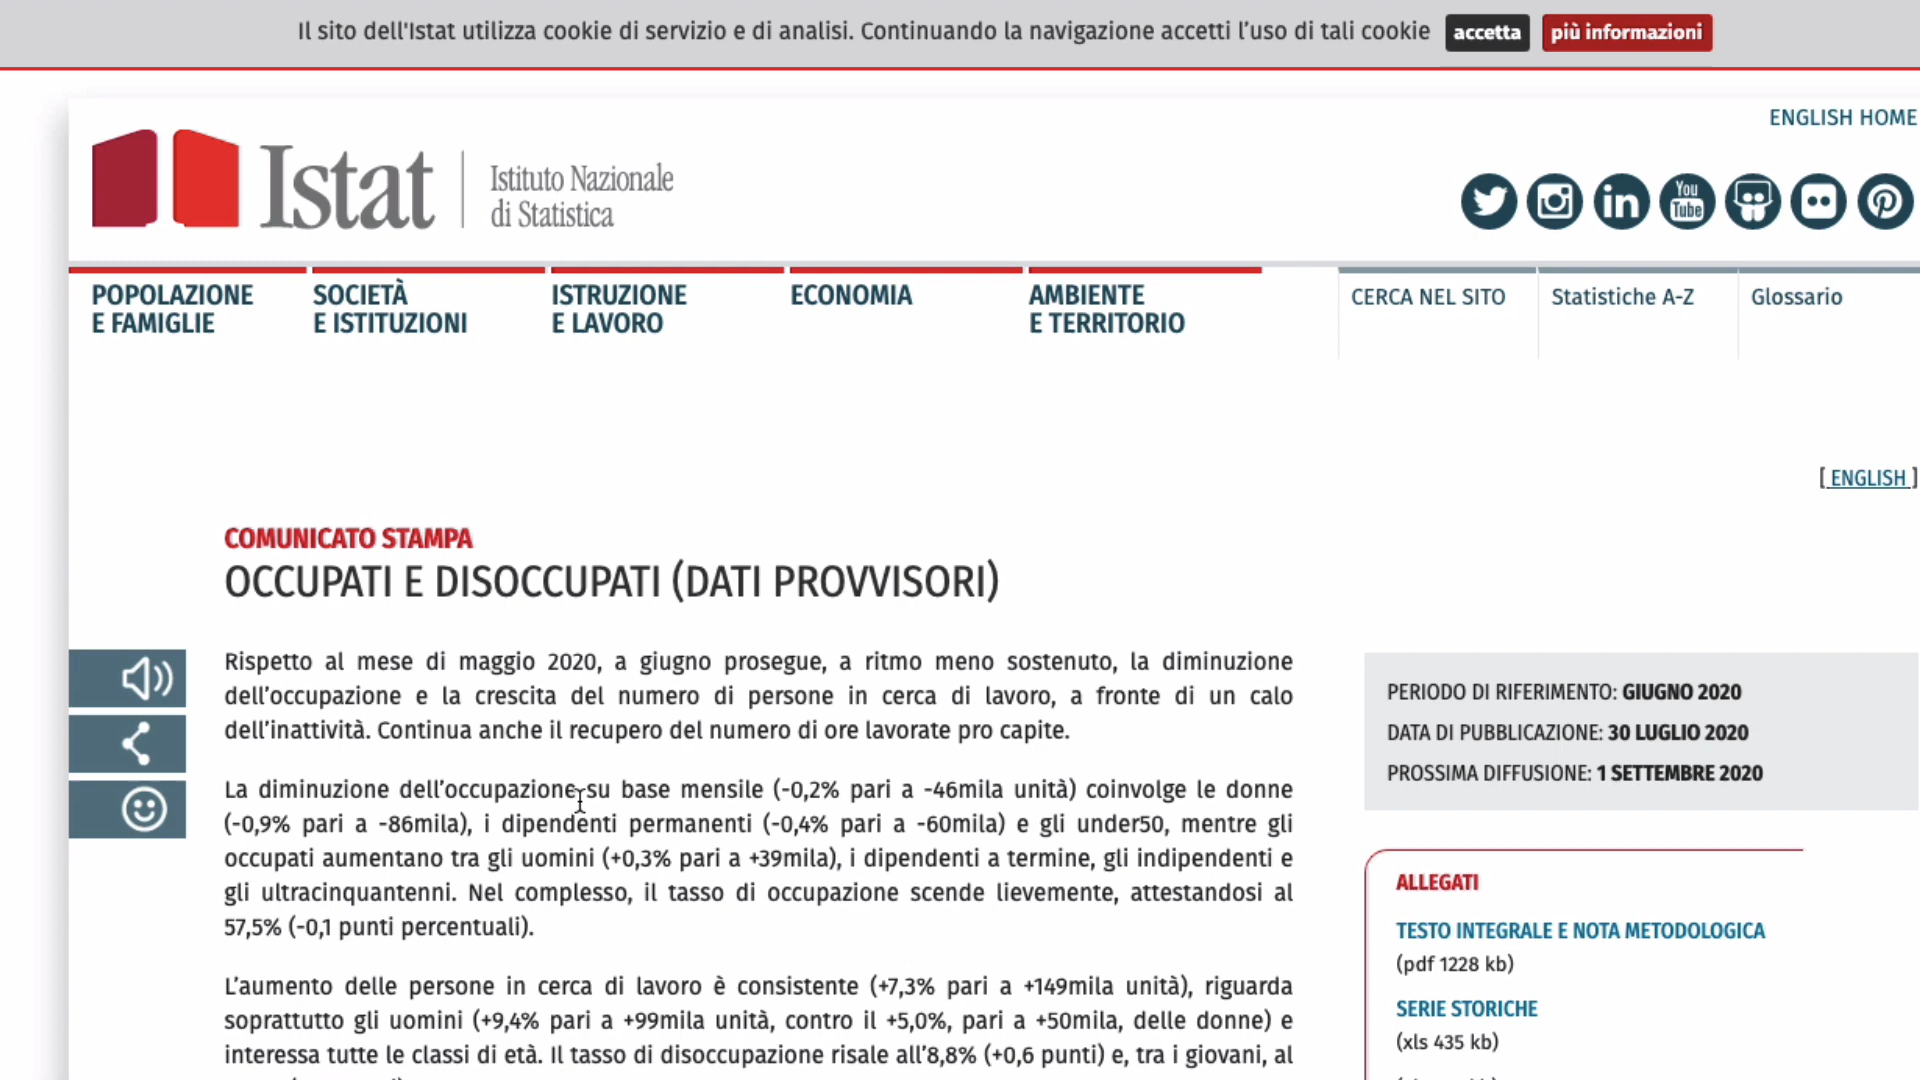 Il sito dell'Istat utilizza cookie di servizio e di analisi. Continuando la navigazione accetti l’uso di tali cookie accetta più informazioni
ENGLISH HOME
Istat
Istituto Nazionale
di Statistica
You
Tube
POPOLAZIONE
E FAMIGLIE
SOCIETÀ
E ISTITUZIONI
ISTRUZIONE
E LAVORO
ECONOMIA
AMBIENTE
E TERRITORIO
CERCA NEL SITO
Statistiche A-Z
Glossario
[ ENGLISH ]
COMUNICATO STAMPA
OCCUPATI E DISOCCUPATI (DATI PROVVISORI)
Rispetto al mese di maggio 2020, a giugno prosegue, a ritmo meno sostenuto, la diminuzione
dell’occupazione e la crescita del numero di persone in cerca di lavoro, a fronte di un calo
dell’inattività. Continua anche il recupero del numero di ore lavorate pro capite.
La diminuzione dell’occupazione su base mensile (-0,2% pari a -46mila unità) coinvolge le donne
(-0,9% pari a -86mila), i dipendenti permanenti (-0,4% pari a -60mila) e gli under50, mentre gli
occupati aumentano tra gli uomini (+0,3% pari a +39mila), i dipendenti a termine, gli indipendenti e
gli ultracinquantenni. Nel complesso, il tasso di occupazione scende lievemente, attestandosi al
57,5% (-0,1 punti percentuali).
L’aumento delle persone in cerca di lavoro è consistente (+7,3% pari a +149mila unità), riguarda
soprattutto gli uomini (+9,4% pari a +99mila unità, contro il +5,0%, pari a +50mila, delle donne) e
interessa tutte le classi di età. Il tasso di disoccupazione risale all’8,8% (+0,6 punti) e, tra i giovani, al
PERIODO DI RIFERIMENTO: GIUGNO 2020
DATA DI PUBBLICAZIONE: 30 LUGLIO 2020
PROSSIMA DIFFUSIONE: 1 SETTEMBRE 2020
ALLEGATI
TESTO INTEGRALE E NOTA METODOLOGICA
(pdf 1228 kb)
SERIE STORICHE
(xls 435 kb)